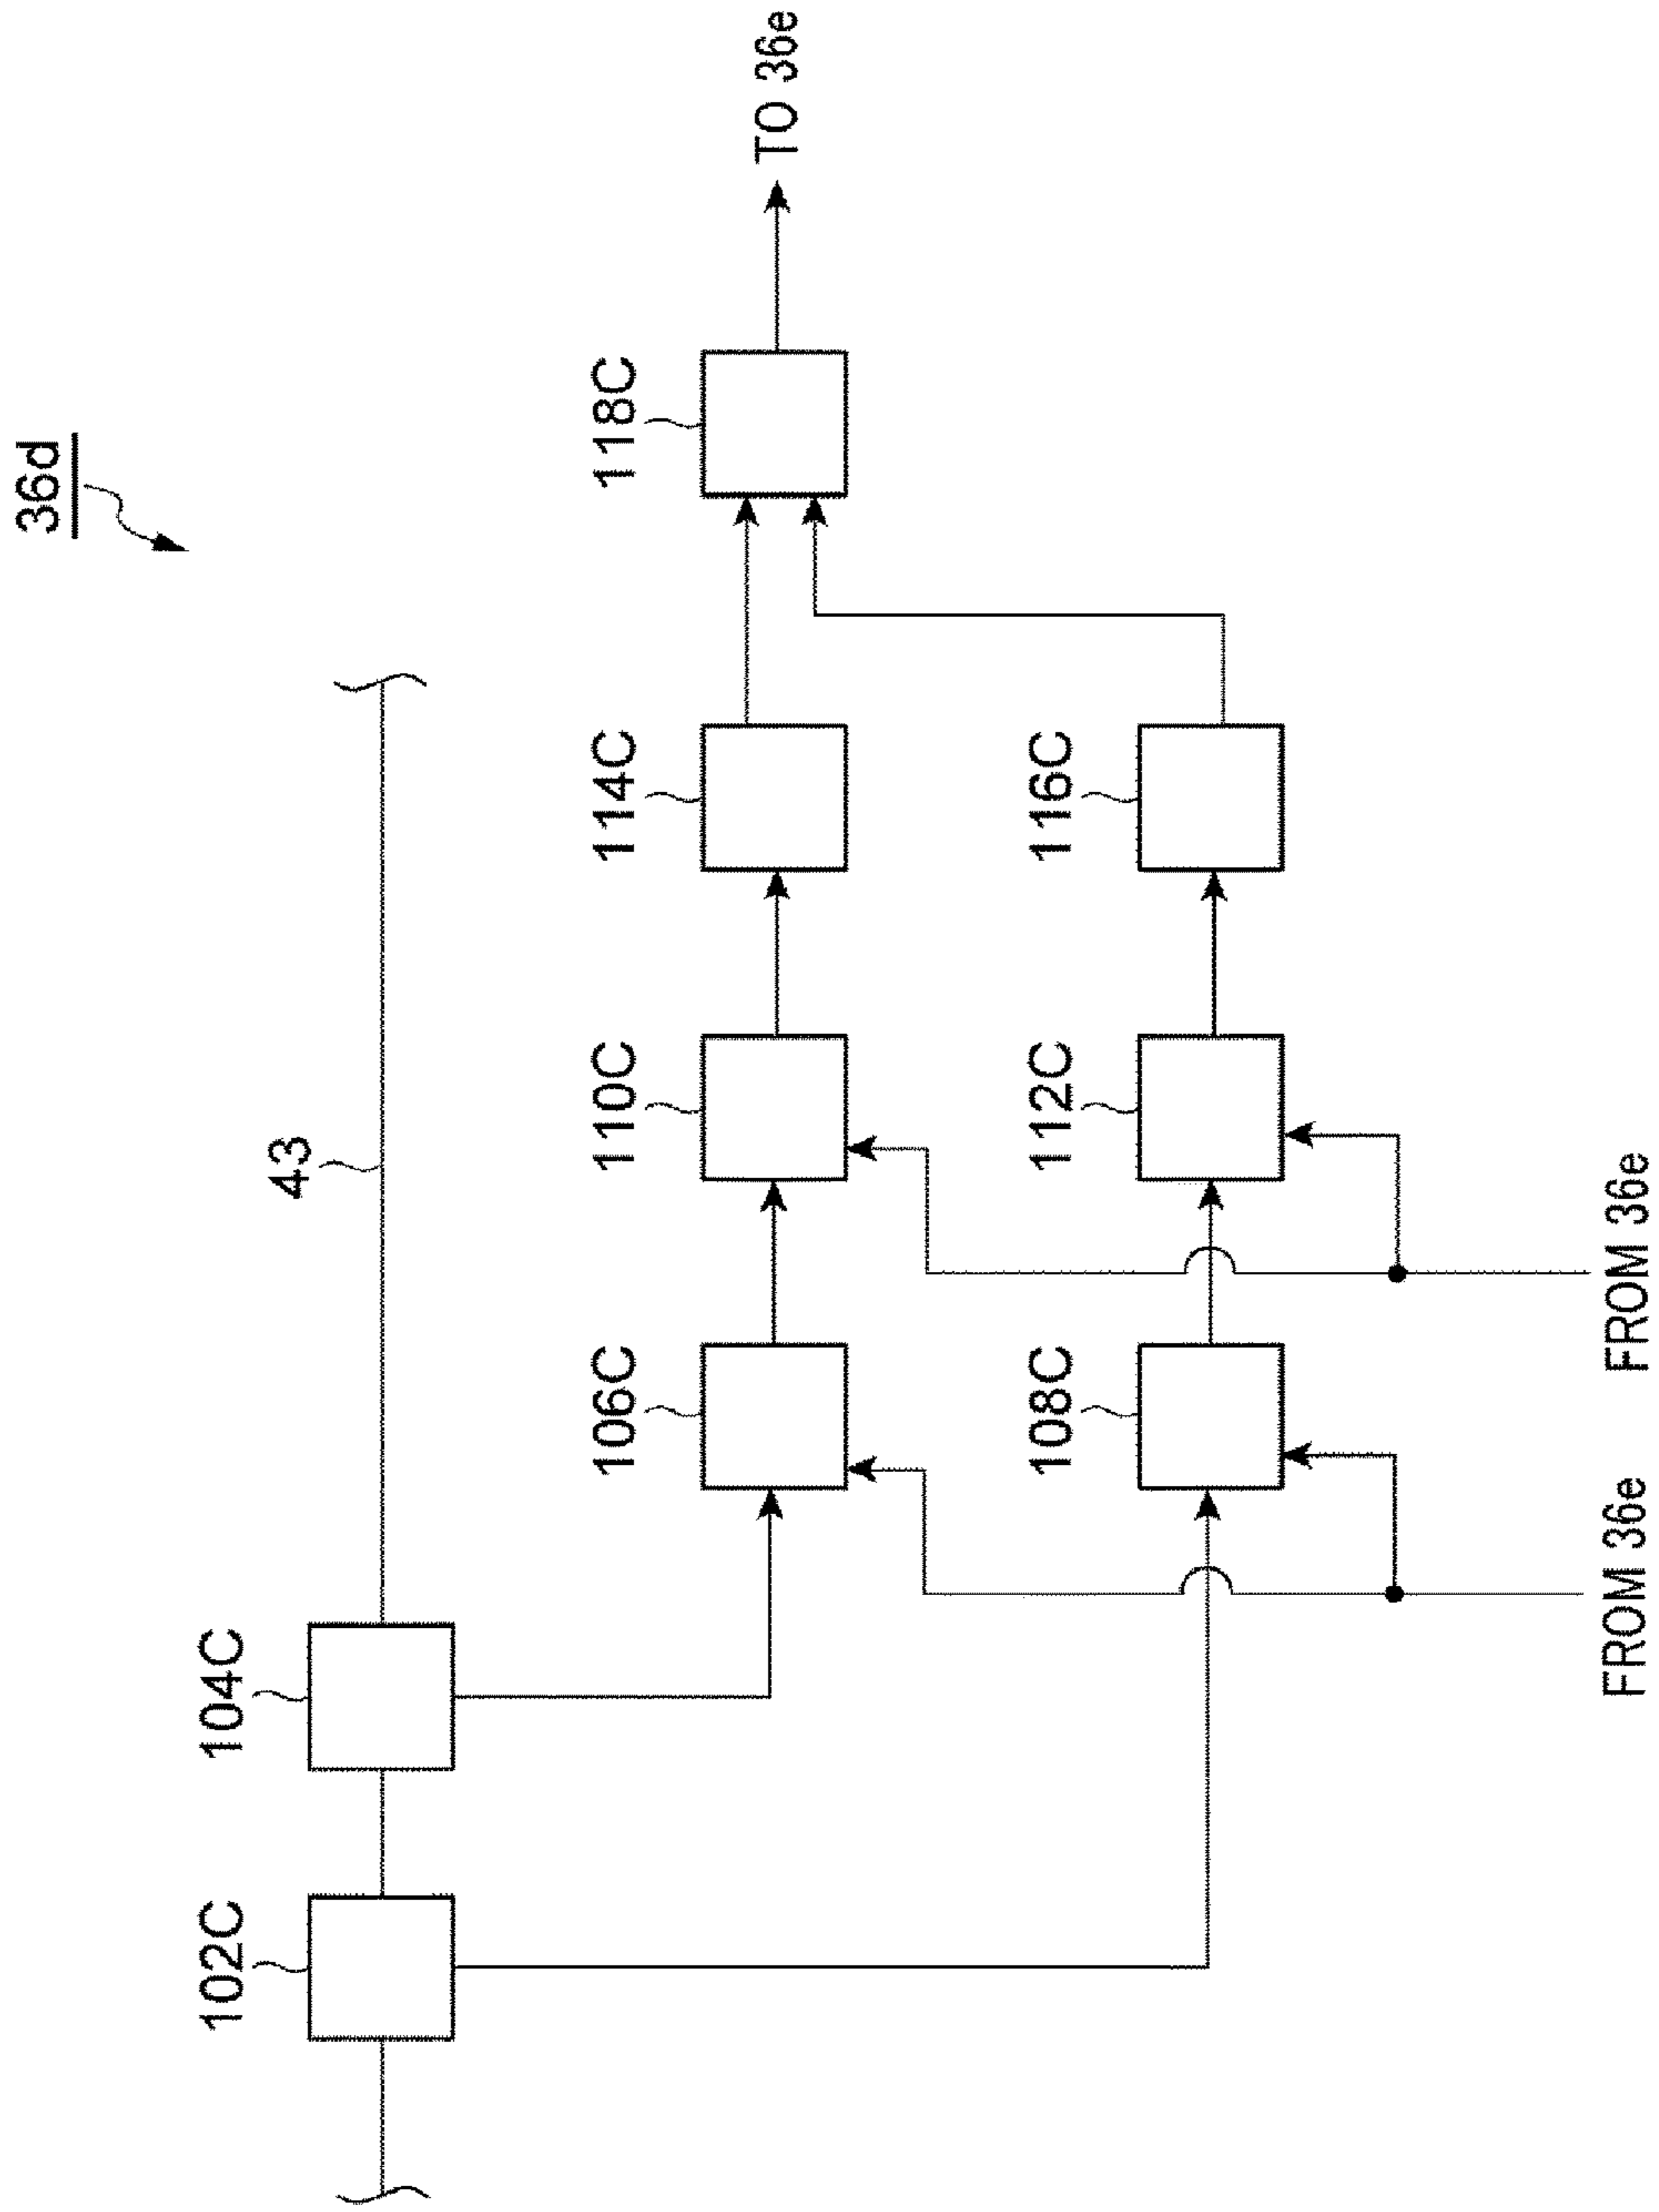 36d
43
102C
104C
106C
110C
114C
118C
TO 36e
108C
112C
116C
FROM 36e
FROM 36e